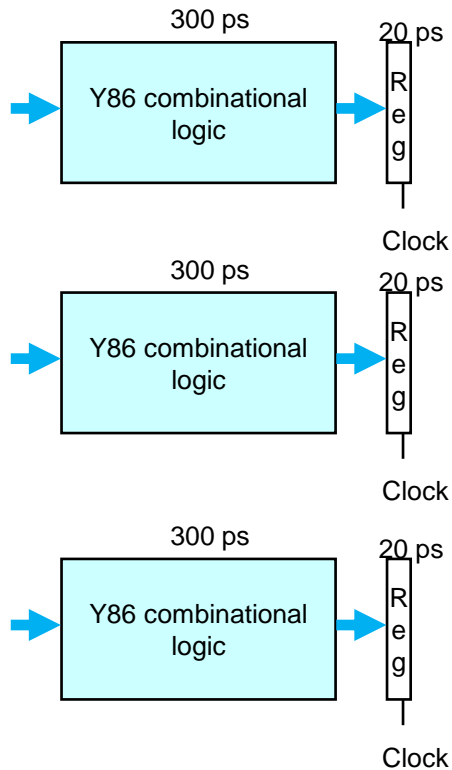 300 ps
20 ps
Y86 combinational
logic
R
e
g
Clock
300 ps
20 ps
Y86 combinational
logic
R
e
g
Clock
300 ps
20 ps
Y86 combinational
logic
R
e
g
Clock